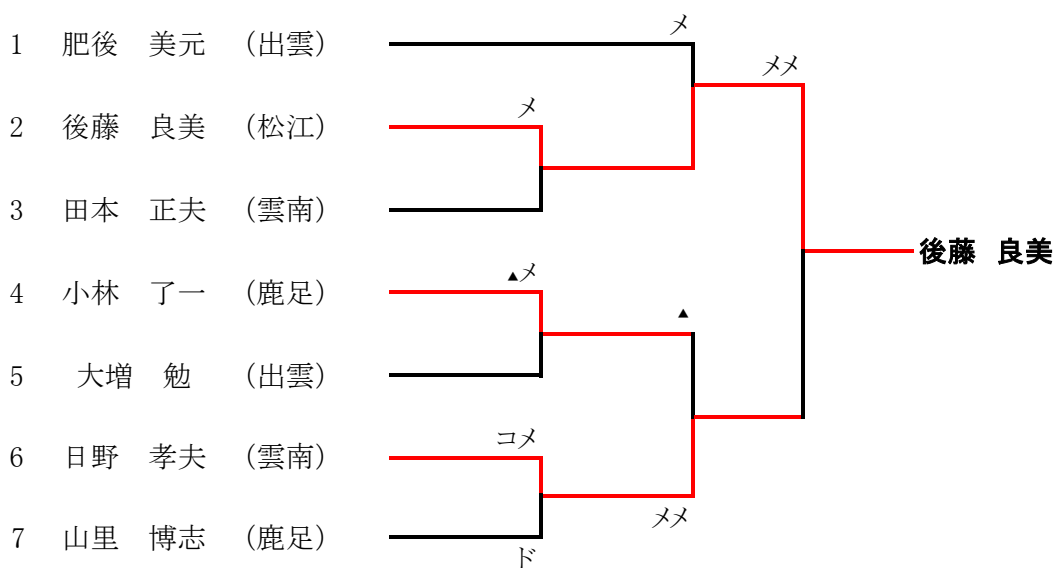 メ
1 肥後 美元 (出雲)
メメ
メ
2 後藤 良美 (松江)
3 田本 正夫 (雲南)
後藤 良美
▲メ
4 小林 了一 (鹿足)
▲
5 大増 勉 (出雲)
コメ
6 日野 孝夫 (雲南)
メメ
7 山里 博志 (鹿足)
ド